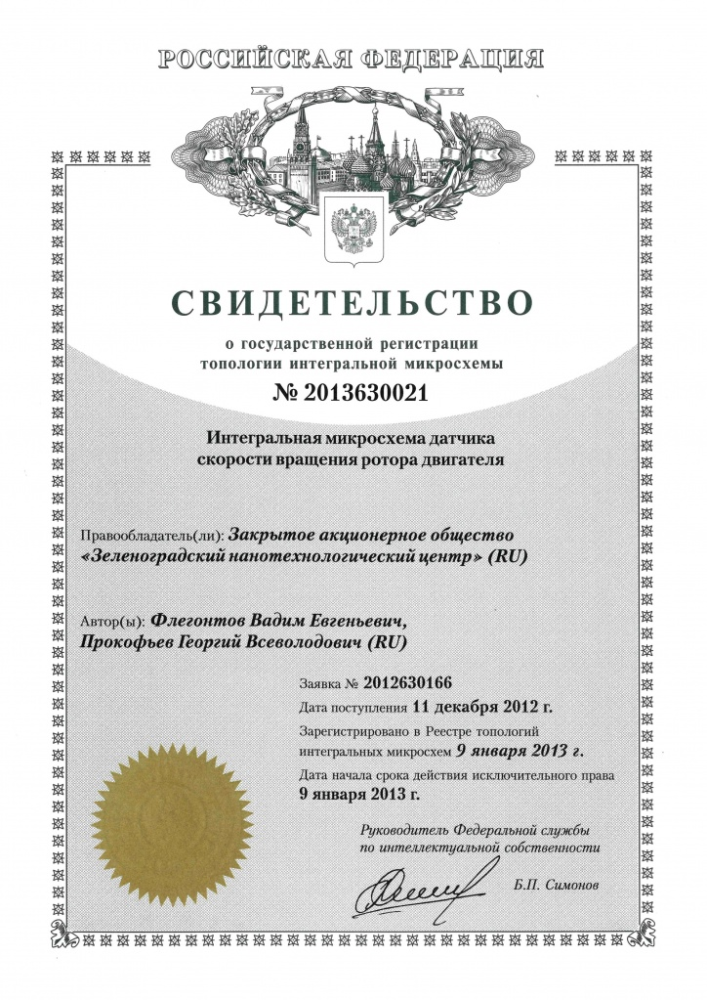 РОССИЙСКАЯ ФЕДЕРАЦИЯ
СВИДЕТЕЛЬСТВО
о государственной регистрации
топологии интегральной микросхемы
№ 2013630021
Интегральная микросхема датчика
скорости вращения ротора двигателя
Правообладатель(ли): Закрытое акционерное общество
«Зеленоградский нанотехнологический центр» (RU)
Автор(ы): Флегонтов Вадим Евгеньевич,
Прокофьев Георгий Всеволодович (RU)
Заявка № 2012630166
Дата поступления 11 декабря 2012 г.
Зарегистрировано в Реестре топологий
интегральных микросхем 9 января 2013 г.
Дата начала срока действия исключительного права
9 января 2013 г.
Руководитель Федеральной службы
по интеллектуальной собственности
Б.П. Симонов